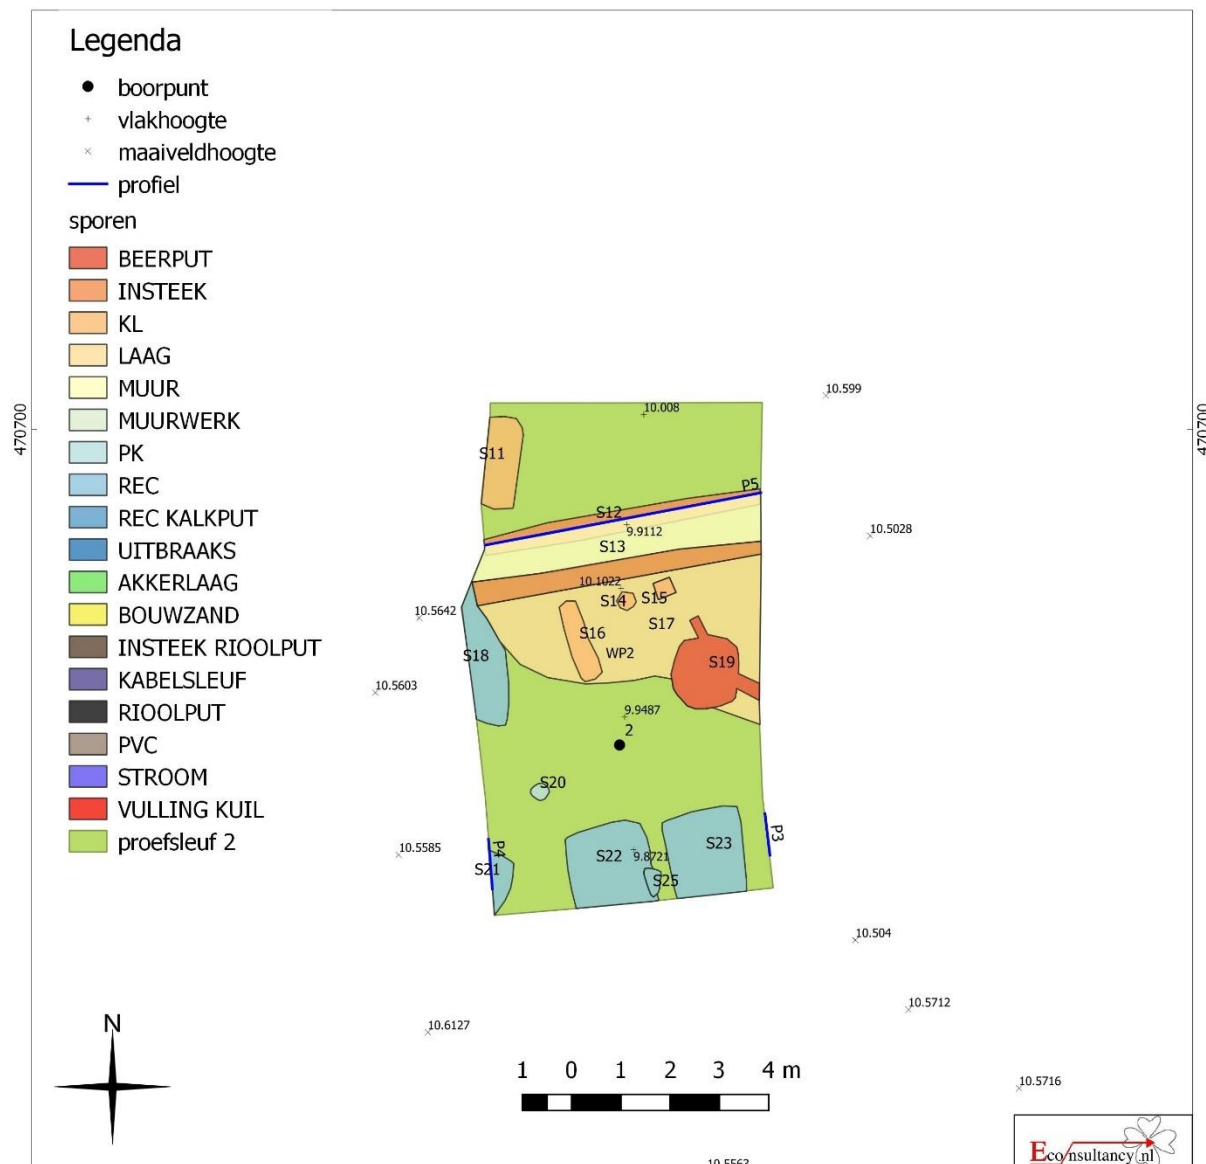 Legenda
boorpunt
vlakhoogte
maaiveldhoogte
profiel
sporen
BEERPUT
INSTEEK
KL
LAAG
MUUR
MUURWERK
PK
REC
REC KALKPUT
UITBRAAKS
AKKERLAAG
BOUWZAND
INSTEEK RIOOLPUT
KABELSLEUF
RIOOLPUT
PVC
STROOM
VULLING KUIL
proefsleuf 2
470700
470700
10.599
10.008
S11
P5
S12
9.9112
10.5028
S13
10.1022
S14
S15
10.5642
S16
S17
WP2
S18
S19
10.5603
9.9487
2
S20
P3
P4
10.5585
S22
9.8721
S23
S21
S25
10.504
10.5712
10.6127
N
1 0 1 2 3 4 m
10.5716
Econsultancy.nl
10.5563